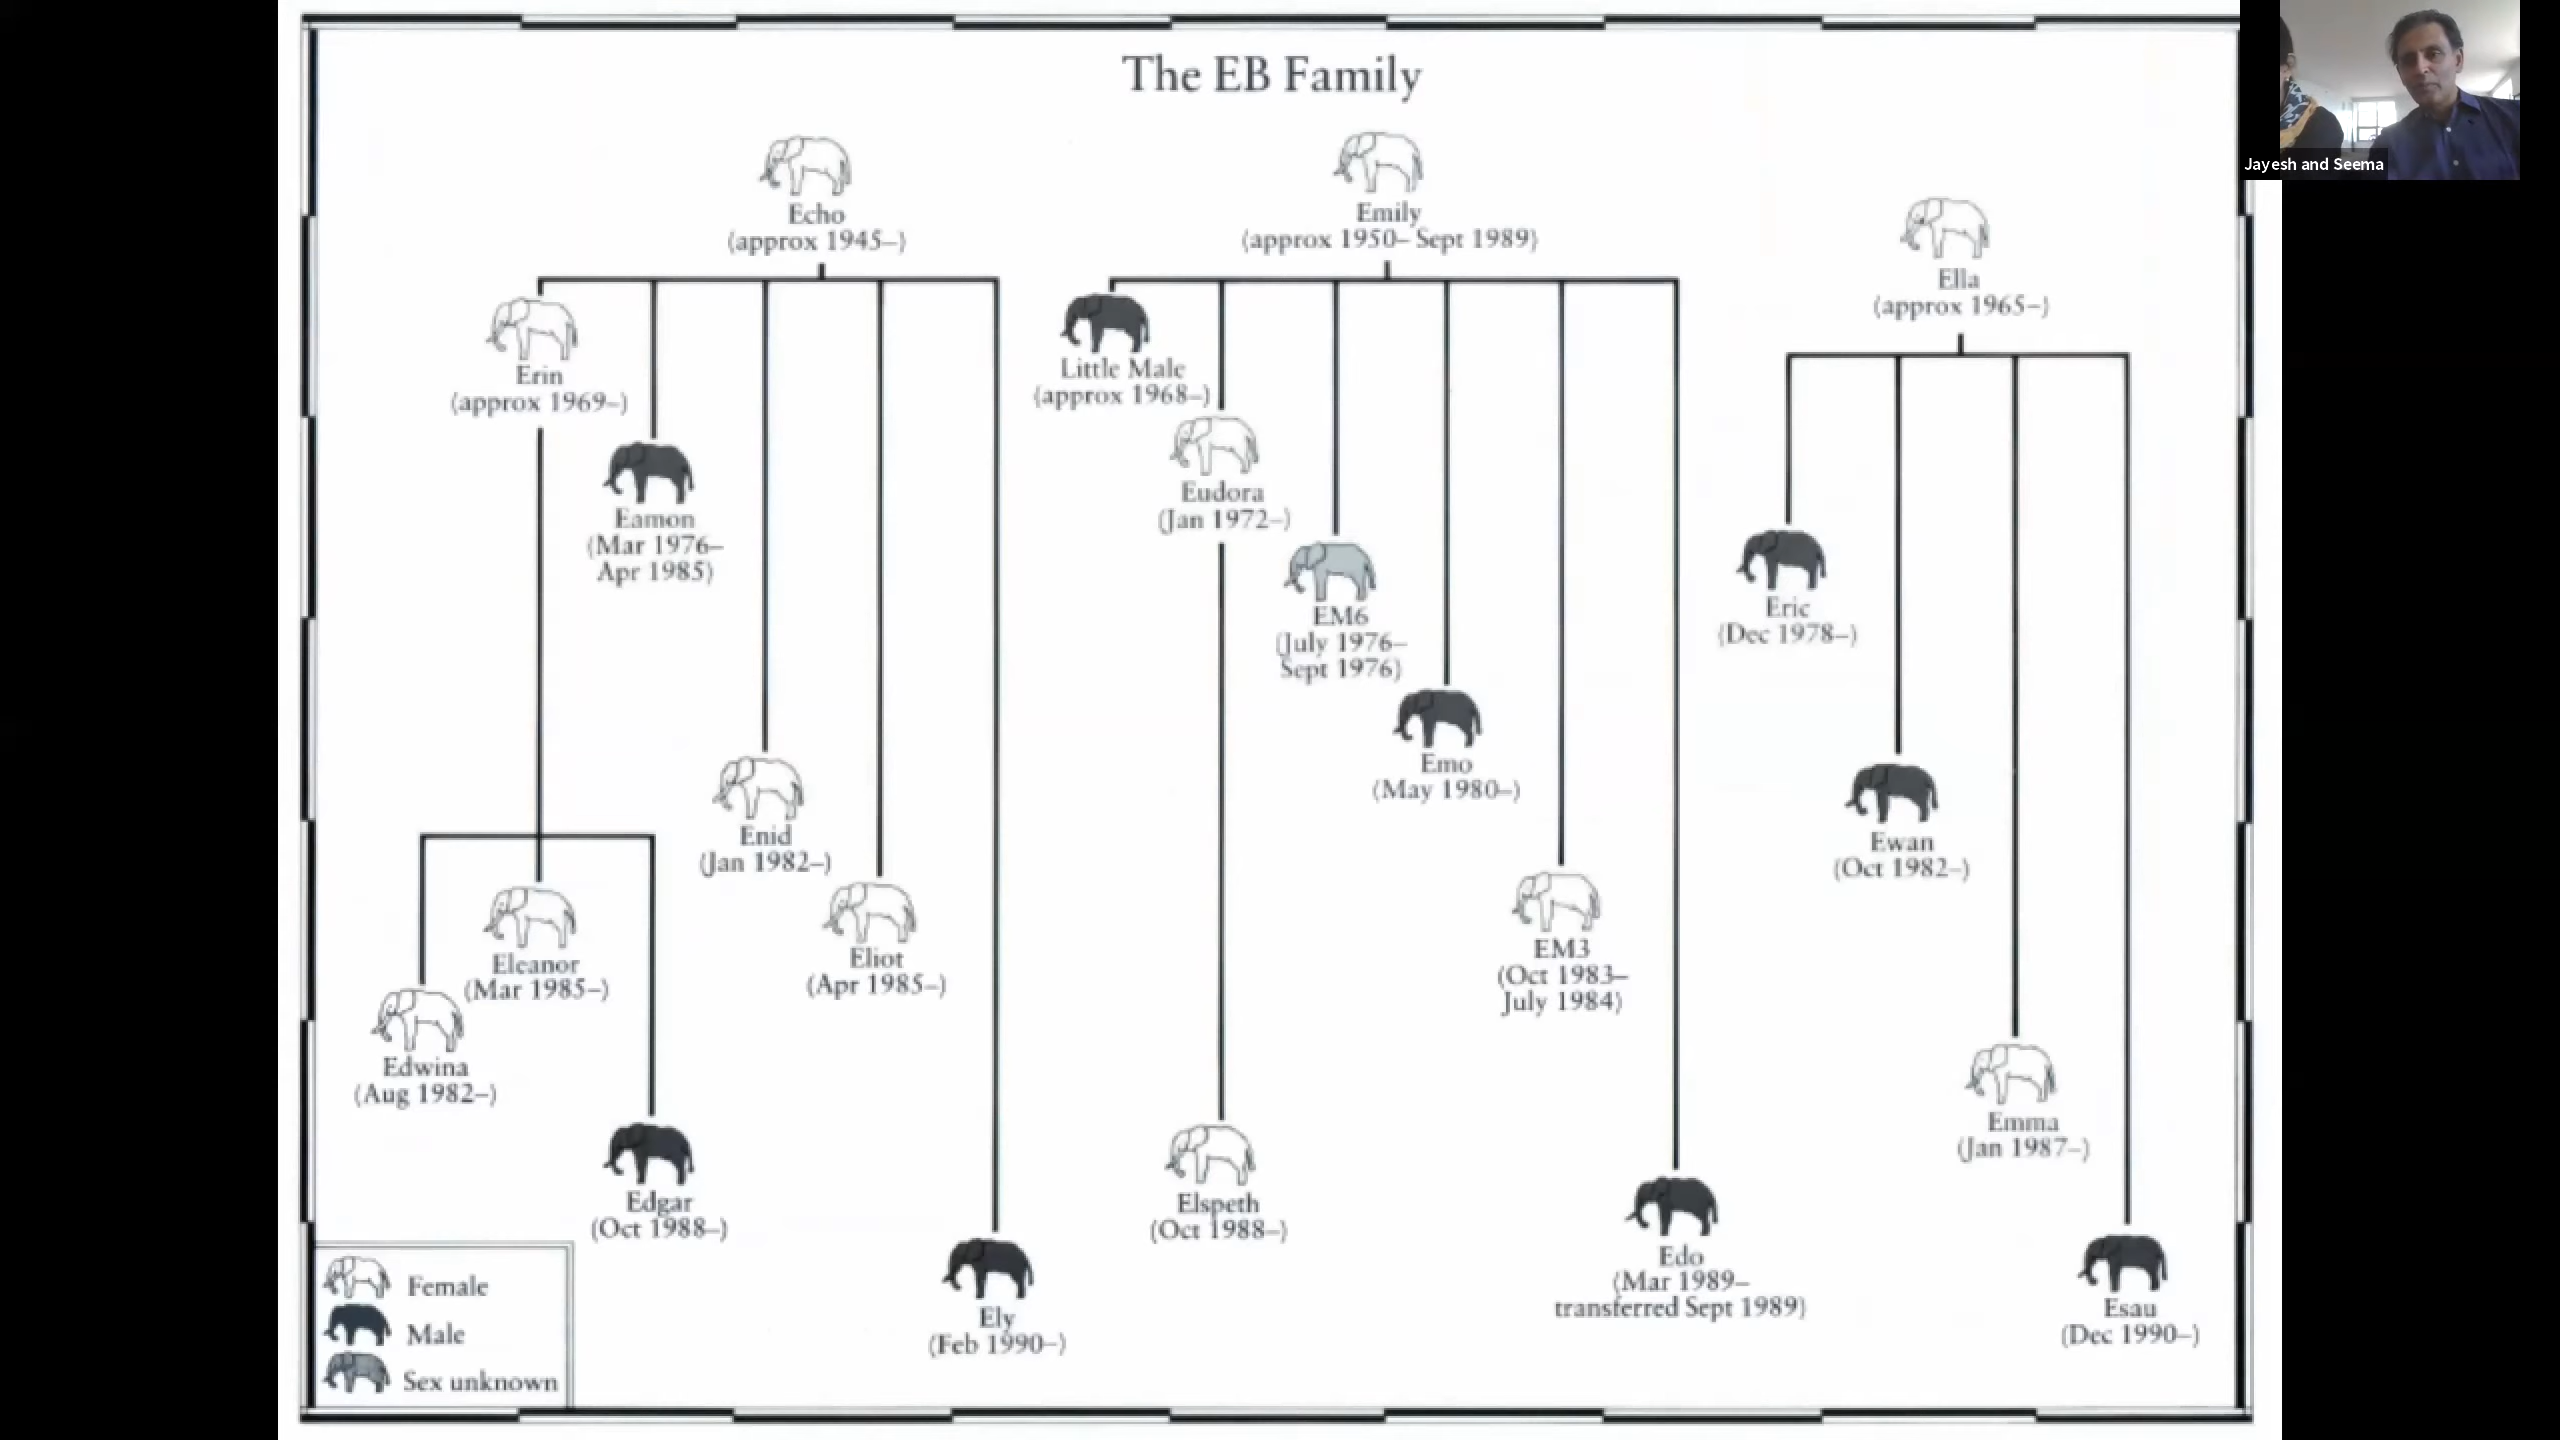 The EB Family
Jayesh and Seema
Echo
(approx 1945–)
Emily
(approx 1950– Sept 1989)
Ella
(approx 1965–)
Erin
(approx 1969–)
Little Male
(approx 1968–)
Eamon
(Mar 1976–
Apr 1985)
Eudora
(Jan 1972–)
EM6
(July 1976–
Sept 1976)
Eric
(Dec 1978–)
Emo
(May 1980–)
Enid
(Jan 1982–)
Ewan
(Oct 1982–)
Eleanor
(Mar 1985–)
Eliot
(Apr 1985–)
EM3
(Oct 1983–
July 1984)
Edwina
(Aug 1982–)
Emma
(Jan 1987–)
Edgar
(Oct 1988–)
Elspeth
(Oct 1988–)
Edo
(Mar 1989–
transferred Sept 1989)
Ely
(Feb 1990–)
Esau
(Dec 1990–)
Female
Male
Sex unknown